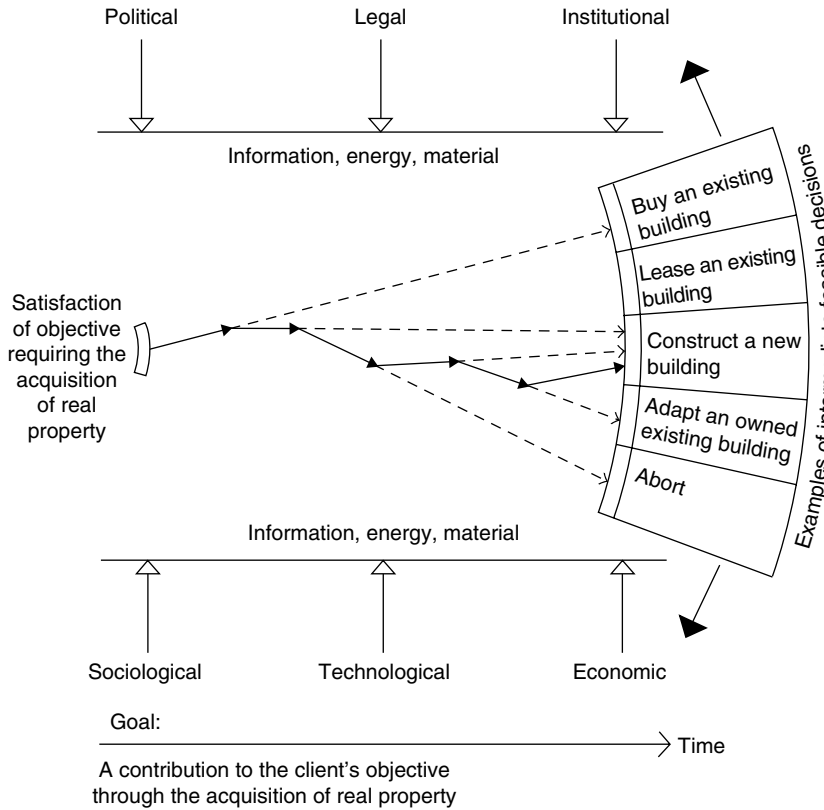 Political
Legal
Institutional
Information, energy, material
Buy an existing
building
Lease an existing
building
Construct a new
building
Adapt an owned
existing building
Abort
Examples of decisions
Satisfaction
of objective
requiring the
acquisition
of real
property
Information, energy, material
Sociological
Technological
Economic
Goal:
Time
A contribution to the client's objective
through the acquisition of real property